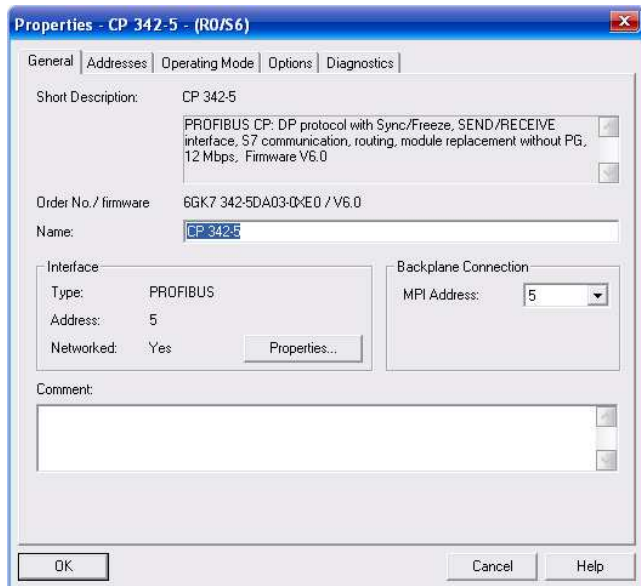 Properties - CP 342-5 - (R0/S6)
General Addresses Operating Mode Options Diagnostics
Short Description: CP 342-5
PROFIBUS CP: DP protocol with Sync/Freeze, SEND/RECEIVE
interface, S7 communication, routing, module replacement without PG,
12 Mbps, Firmware V6.0
Order No./ firmware 6GK7 342-5DA03-0XE0 / V6.0
Name: CP 342-5
Interface
Type: PROFIBUS
Address: 5
Networked: Yes Properties...
Backplane Connection
MPI Address: 5
Comment:
OK Cancel Help